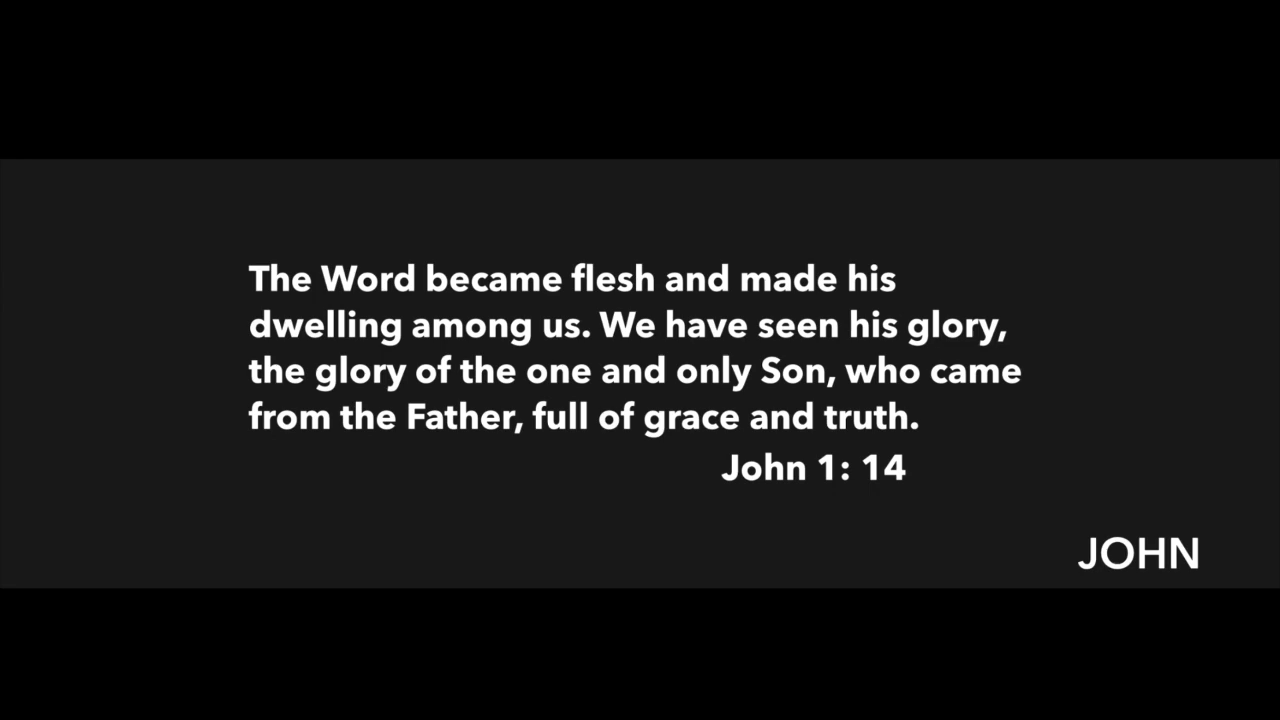 The Word became flesh and made his
dwelling among us. We have seen his glory,
the glory of the one and only Son, who came
from the Father, full of grace and truth.
John 1: 14
JOHN